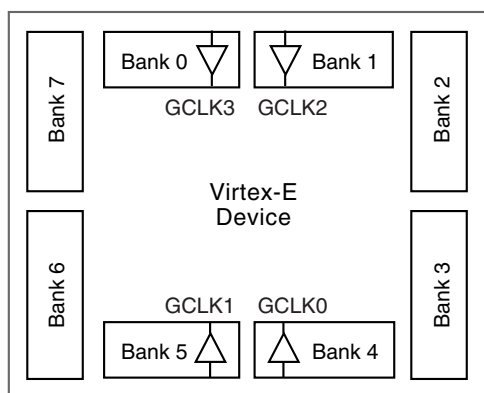 Bank 0
Bank 1
GCLK3
GCLK2
Bank 7
Bank 2
Virtex-E
Device
Bank 6
Bank 3
GCLK1
GCLK0
Bank 5
Bank 4